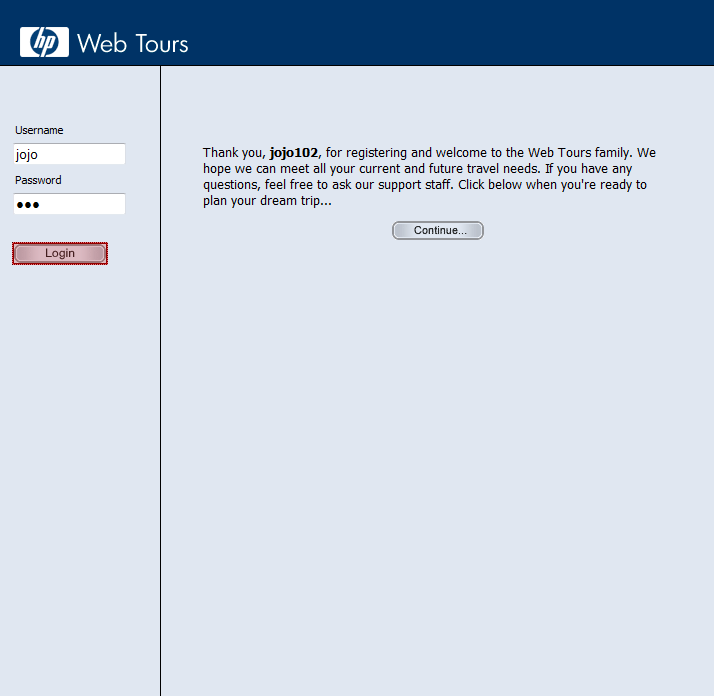 hp Web Tours
Username
jojo
Password
●●●
Login
Thank you, jojo102, for registering and welcome to the Web Tours family. We
hope we can meet all your current and future travel needs. If you have any
questions, feel free to ask our support staff. Click below when you're ready to
plan your dream trip...
Continue...